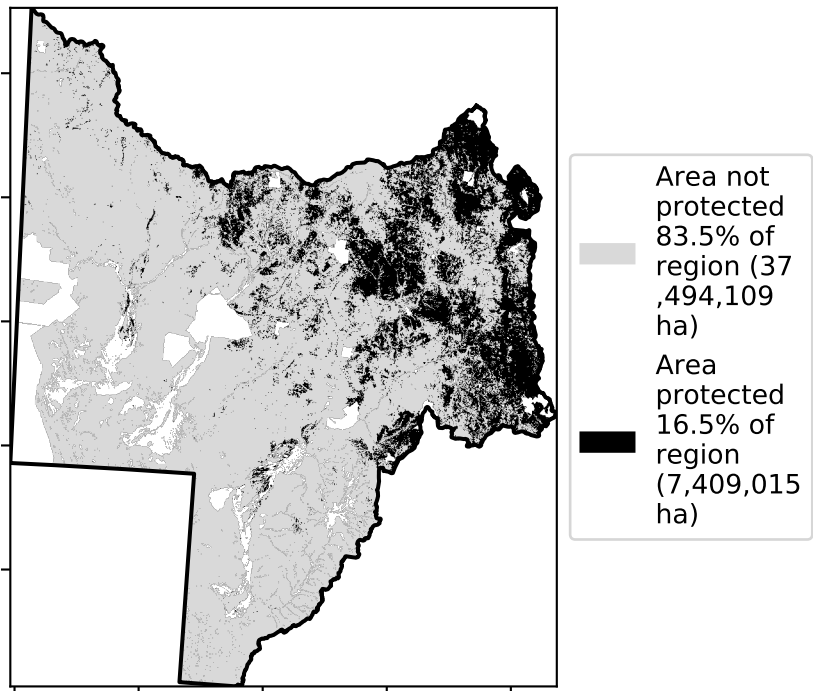 Area not
protected
83.5% of
region (37
,494,109
ha)
Area
protected
16.5% of
region
(7,409,015
ha)